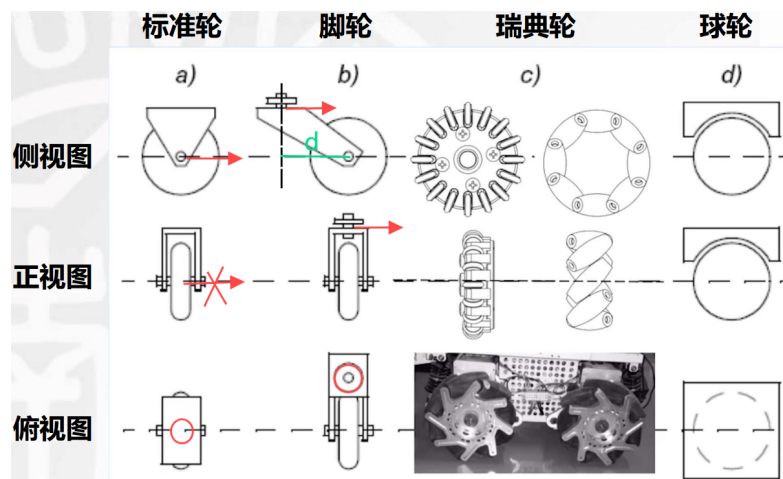 标准轮 脚轮 瑞典轮 球轮
a) b) c) d)
侧视图
d
正视图
俯视图